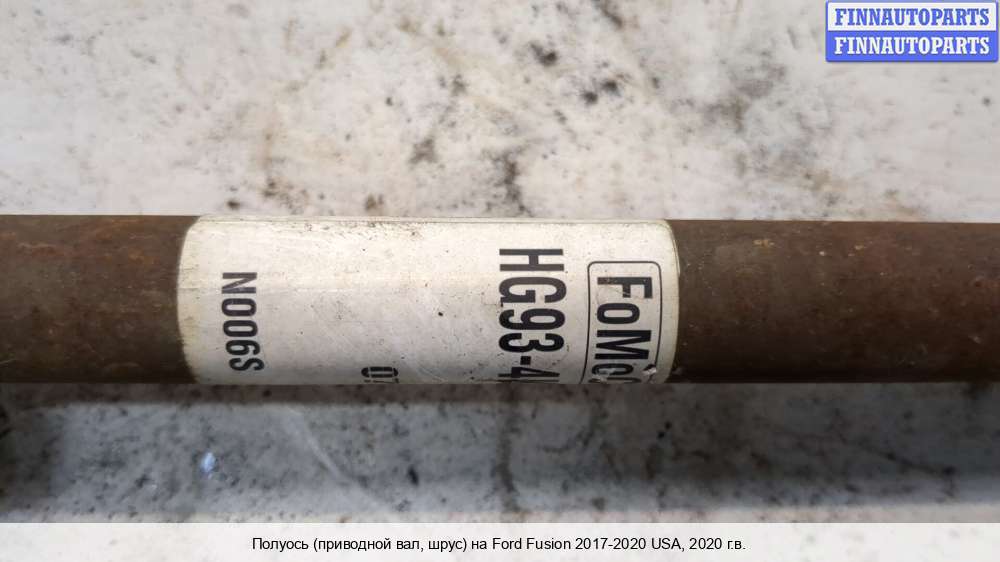 FINNAUTOPARTS
FINNAUTOPARTS
FoMo
HG93-4
S900N
Полуось (приводной вал, шрус) на Ford Fusion 2017-2020 USA, 2020 г.в.